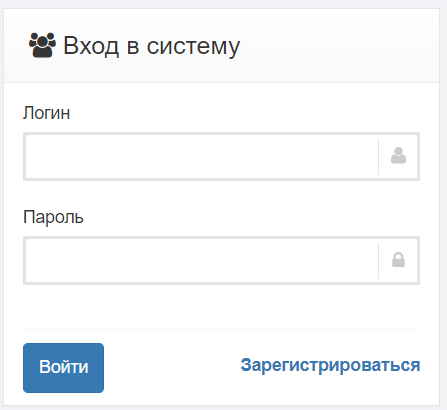 Вход в систему
Логин
Пароль
Войти
Зарегистрироваться